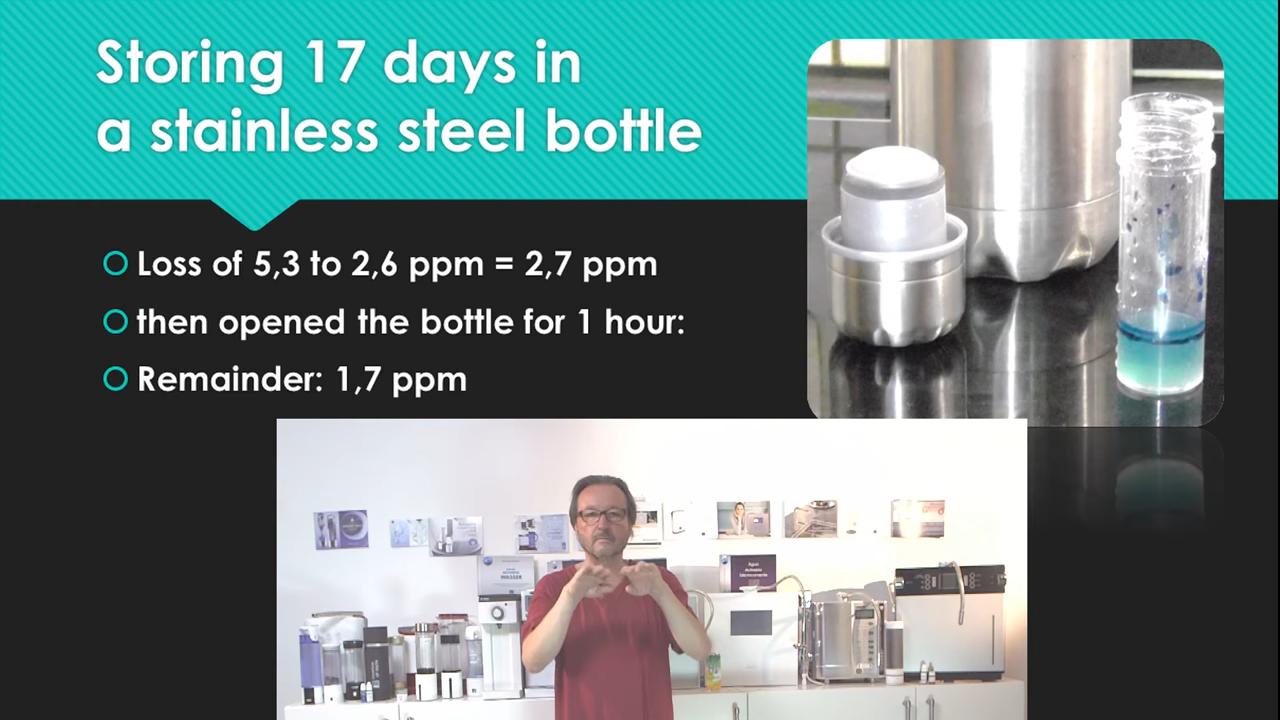 Storing 17 days in
a stainless steel bottle
Loss of 5,3 to 2,6 ppm = 2,7 ppm
then opened the bottle for 1 hour:
Remainder: 1,7 ppm
WASSER